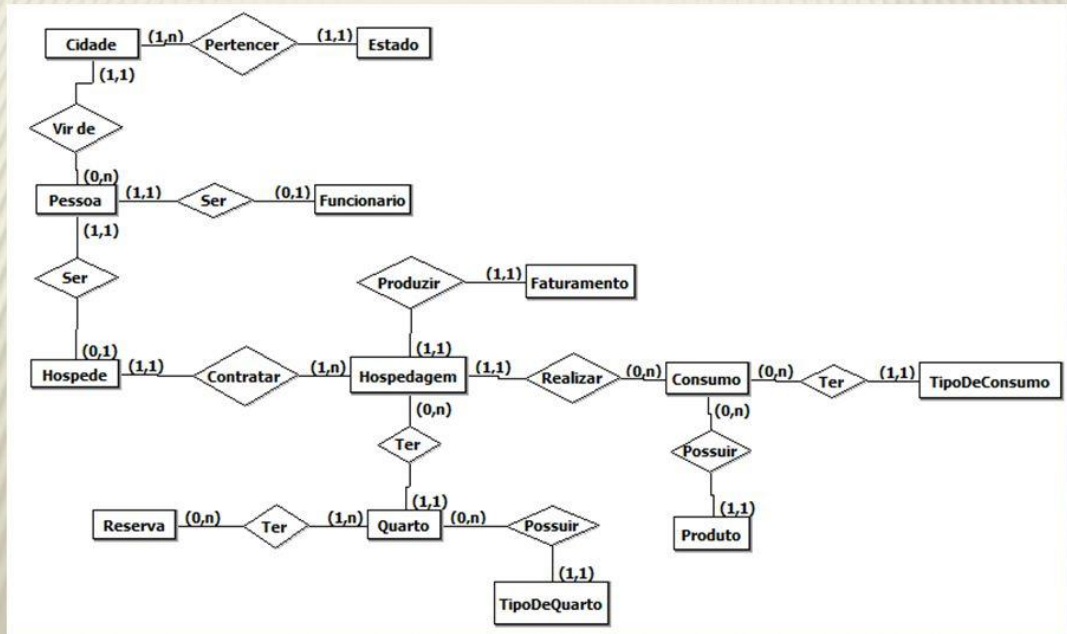 Cidade (1,n) Pertencer (1,1) Estado
(1,1)
Vir de
(0,n)
Pessoa (1,1) Ser (0,1) Funcionario
(1,1)
Ser
(0,1)
Produzir (1,1) Faturamento
(1,1)
Hospede (1,1) Contratar (1,n) Hospedagem (1,1) Realizar (0,n) Consumo (0,n) Ter (1,1) TipoDeConsumo
(0,n) (0,n)
Ter Possuir
(1,1) (1,1)
Reserva (0,n) Ter (1,n) Quarto (0,n) Possuir Produto
(1,1)
TipoDeQuarto